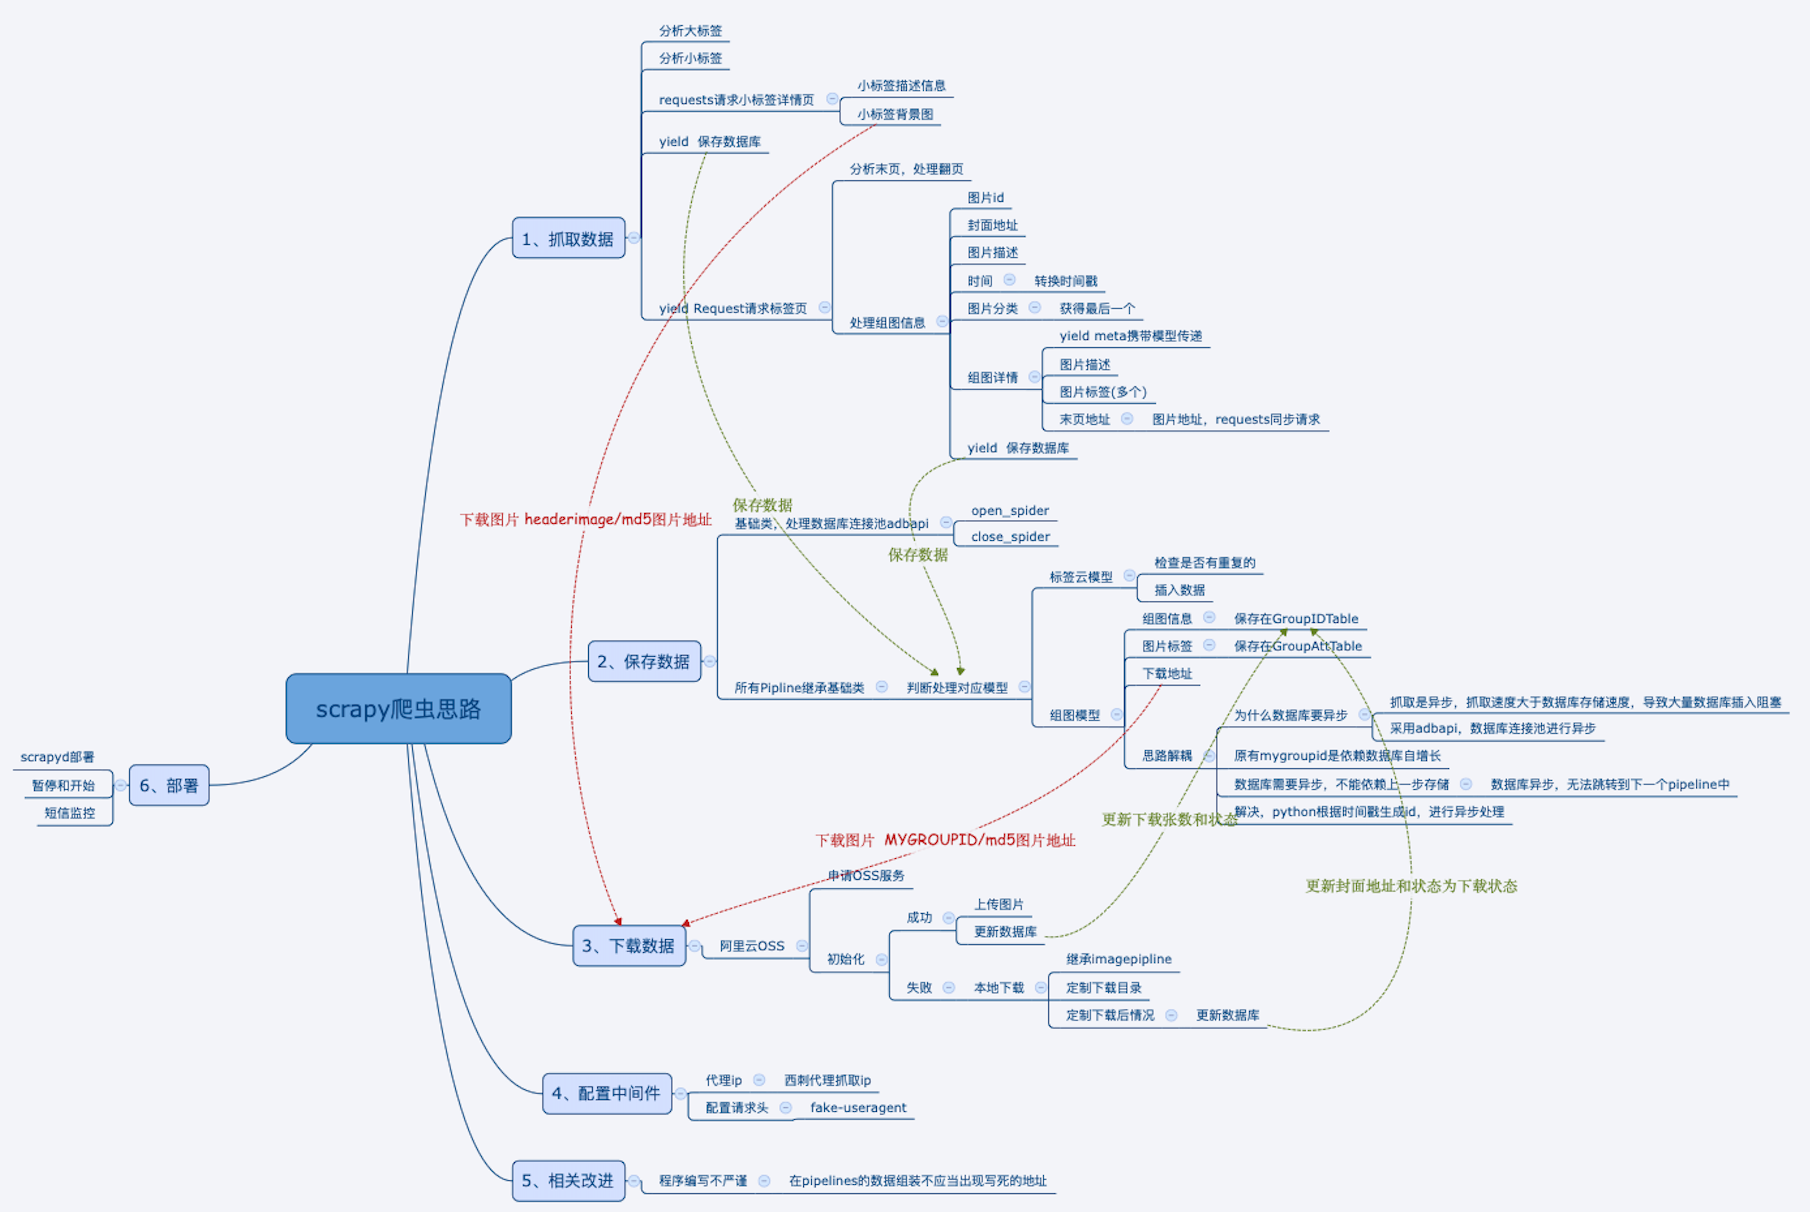 scrapy爬虫思路
1、抓取数据
分析大标签
分析小标签
requests请求小标签详情页
小标签描述信息
小标签背景图
yield 保存数据库
yield Request请求标签页
分析末页，处理翻页
处理组图信息
图片id
封面地址
图片描述
时间
转换时间戳
图片分类
获得最后一个
组图详情
yield meta携带模型传递
图片描述
图片标签(多个)
末页地址
图片地址，requests同步请求
yield 保存数据库
下载图片 headerimage/md5图片地址
保存数据
保存数据
2、保存数据
基础类，处理数据库连接池adbapi
open_spider
close_spider
所有Pipline继承基础类
判断处理对应模型
标签云模型
检查是否有重复的
插入数据
组图模型
组图信息
保存在GroupIDTable
图片标签
保存在GroupAttTable
下载地址
思路解耦
为什么数据库要异步
抓取是异步，抓取速度大于数据库存储速度，导致大量数据库插入阻塞
采用adbapi，数据库连接池进行异步
原有mygroupid是依赖数据库自增长
数据库需要异步，不能依赖上一步存储
数据库异步，无法跳转到下一个pipeline中
解决，python根据时间戳生成id，进行异步处理
更新下载张数和状态
下载图片 MYGROUPID/md5图片地址
更新封面地址和状态为下载状态
3、下载数据
阿里云OSS
申请OSS服务
初始化
成功
上传图片
更新数据库
失败
本地下载
继承imagepipline
定制下载目录
定制下载后情况
更新数据库
4、配置中间件
代理ip
西刺代理抓取ip
配置请求头
fake-useragent
5、相关改进
程序编写不严谨
在pipelines的数据组装不应当出现写死的地址
6、部署
scrapyd部署
暂停和开始
短信监控